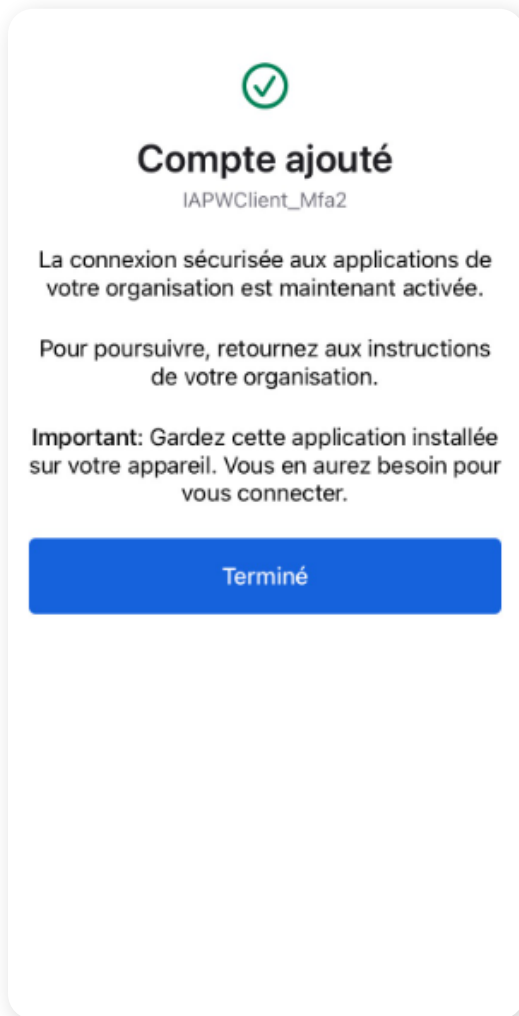 Compte ajouté
IAPWClient_Mfa2
La connexion sécurisée aux applications de
votre organisation est maintenant activée.
Pour poursuivre, retournez aux instructions
de votre organisation.
Important: Gardez cette application installée
sur votre appareil. Vous en aurez besoin pour
vous connecter.
Terminé